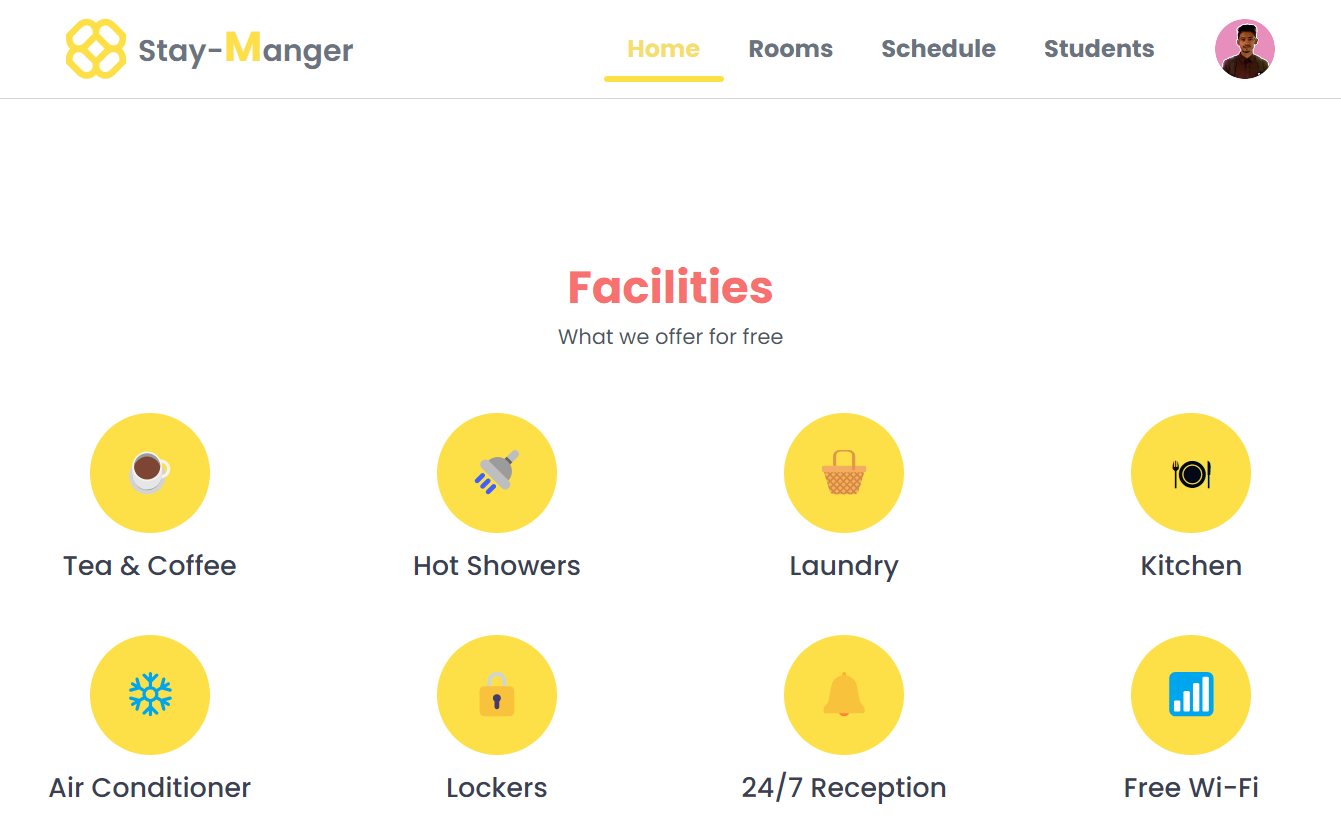 Stay-Manger Home Rooms Schedule Students
Facilities
What we offer for free
Tea & Coffee Hot Showers Laundry Kitchen
Air Conditioner Lockers 24/7 Reception Free Wi-Fi